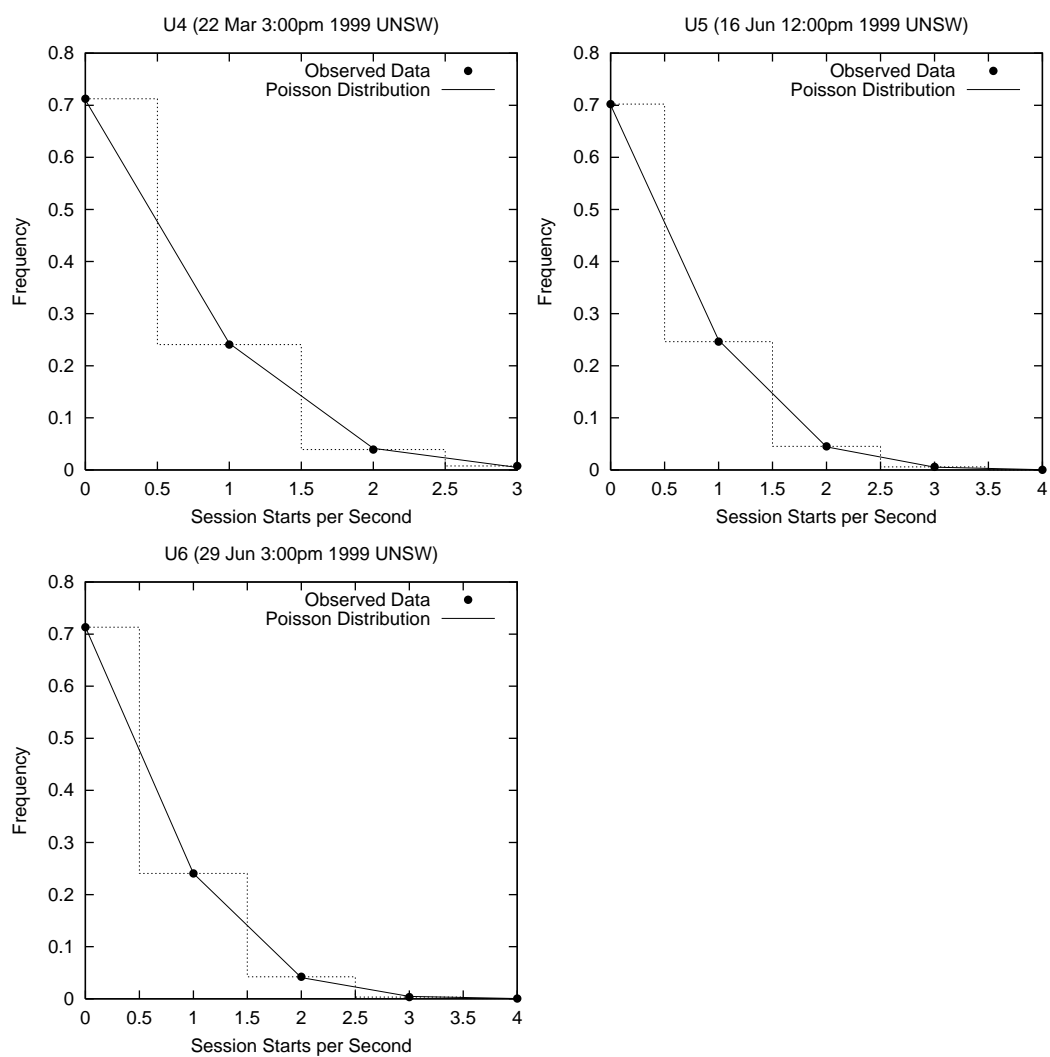 U4 (22 Mar 3:00pm 1999 UNSW)
0.8
0.7
0.6
0.5
0.4
0.3
0.2
0.1
0
Frequency
Observed Data
Poisson Distribution
0 0.5 1 1.5 2 2.5 3
Session Starts per Second
U5 (16 Jun 12:00pm 1999 UNSW)
0.8
0.7
0.6
0.5
0.4
0.3
0.2
0.1
0
Frequency
Observed Data
Poisson Distribution
0 0.5 1 1.5 2 2.5 3 3.5 4
Session Starts per Second
U6 (29 Jun 3:00pm 1999 UNSW)
0.8
0.7
0.6
0.5
0.4
0.3
0.2
0.1
0
Frequency
Observed Data
Poisson Distribution
0 0.5 1 1.5 2 2.5 3 3.5 4
Session Starts per Second